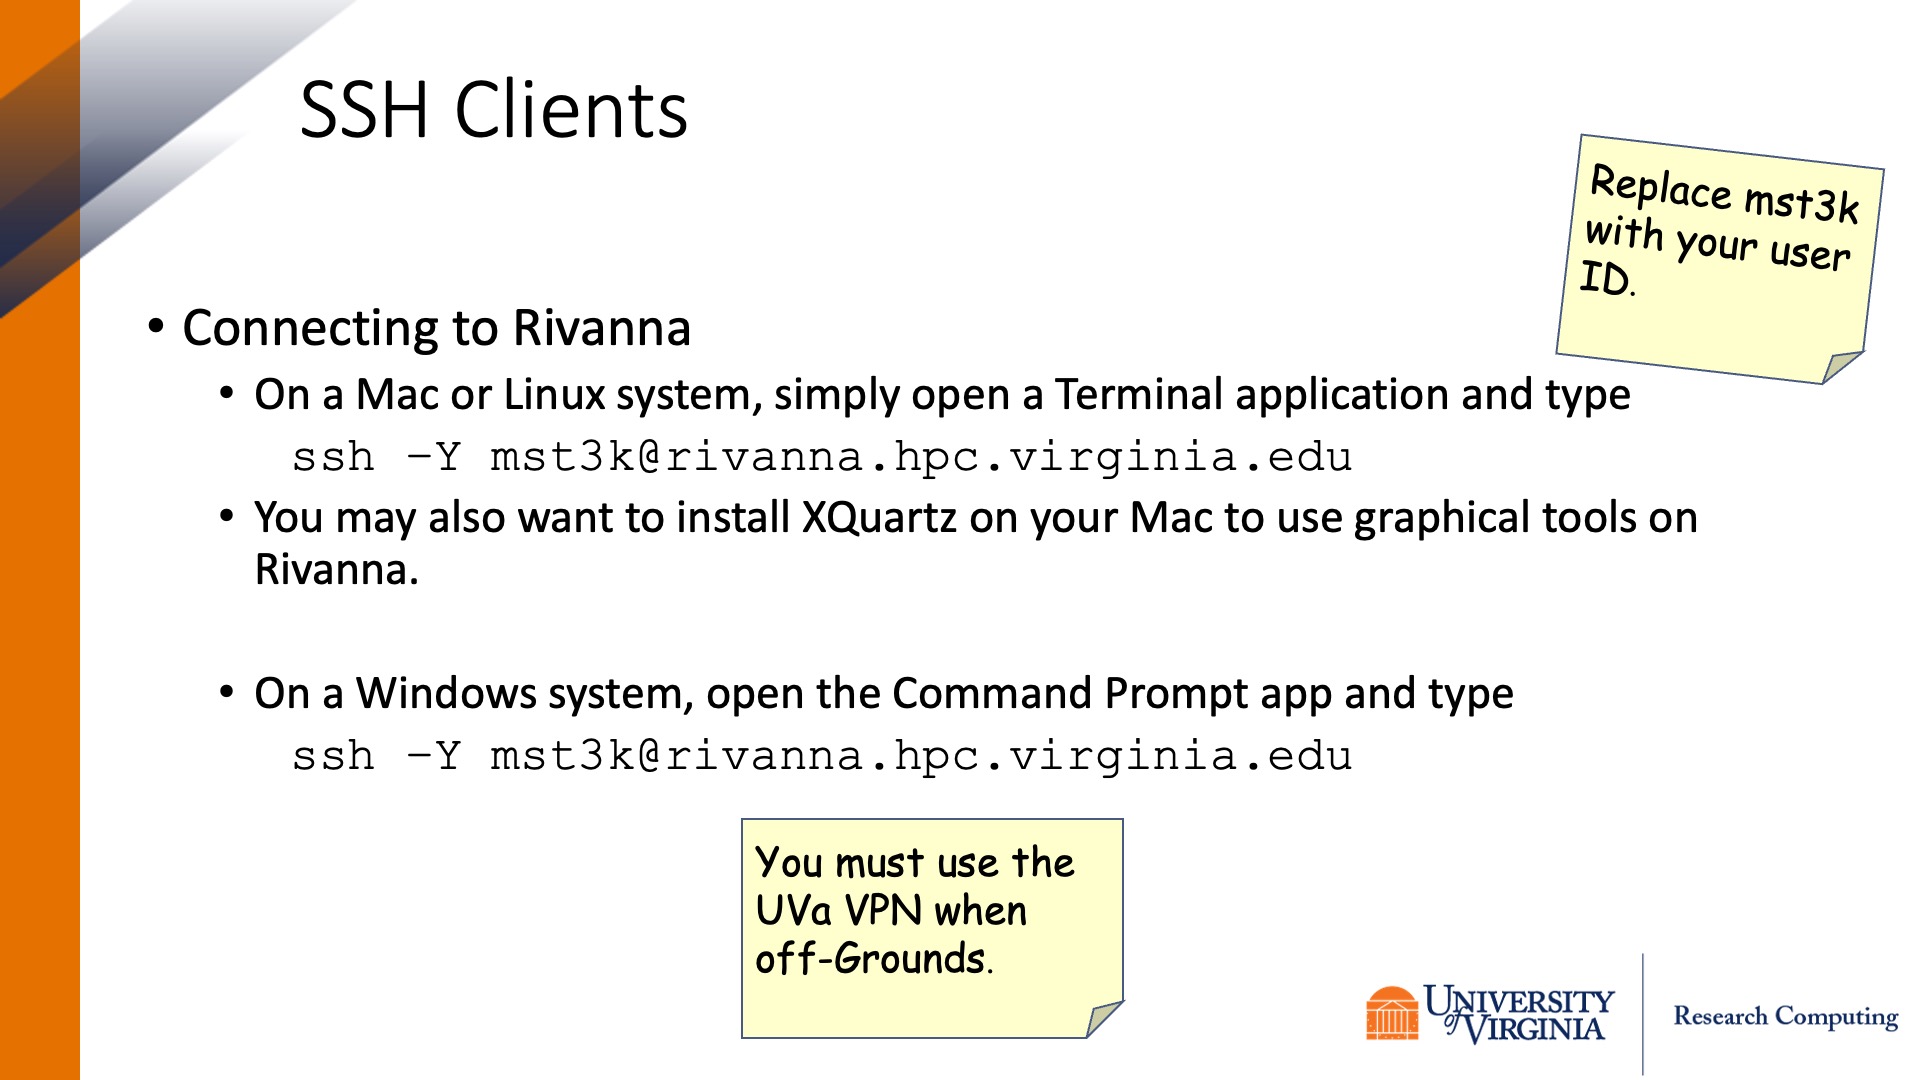 SSH Clients
Replace mst3k
with your user
ID.
• Connecting to Rivanna
• On a Mac or Linux system, simply open a Terminal application and type
ssh –Y mst3k@rivanna.hpc.virginia.edu
• You may also want to install XQuartz on your Mac to use graphical tools on
Rivanna.
• On a Windows system, open the Command Prompt app and type
ssh –Y mst3k@rivanna.hpc.virginia.edu
You must use the
UVa VPN when
off-Grounds.
UNIVERSITY
of VIRGINIA
Research Computing